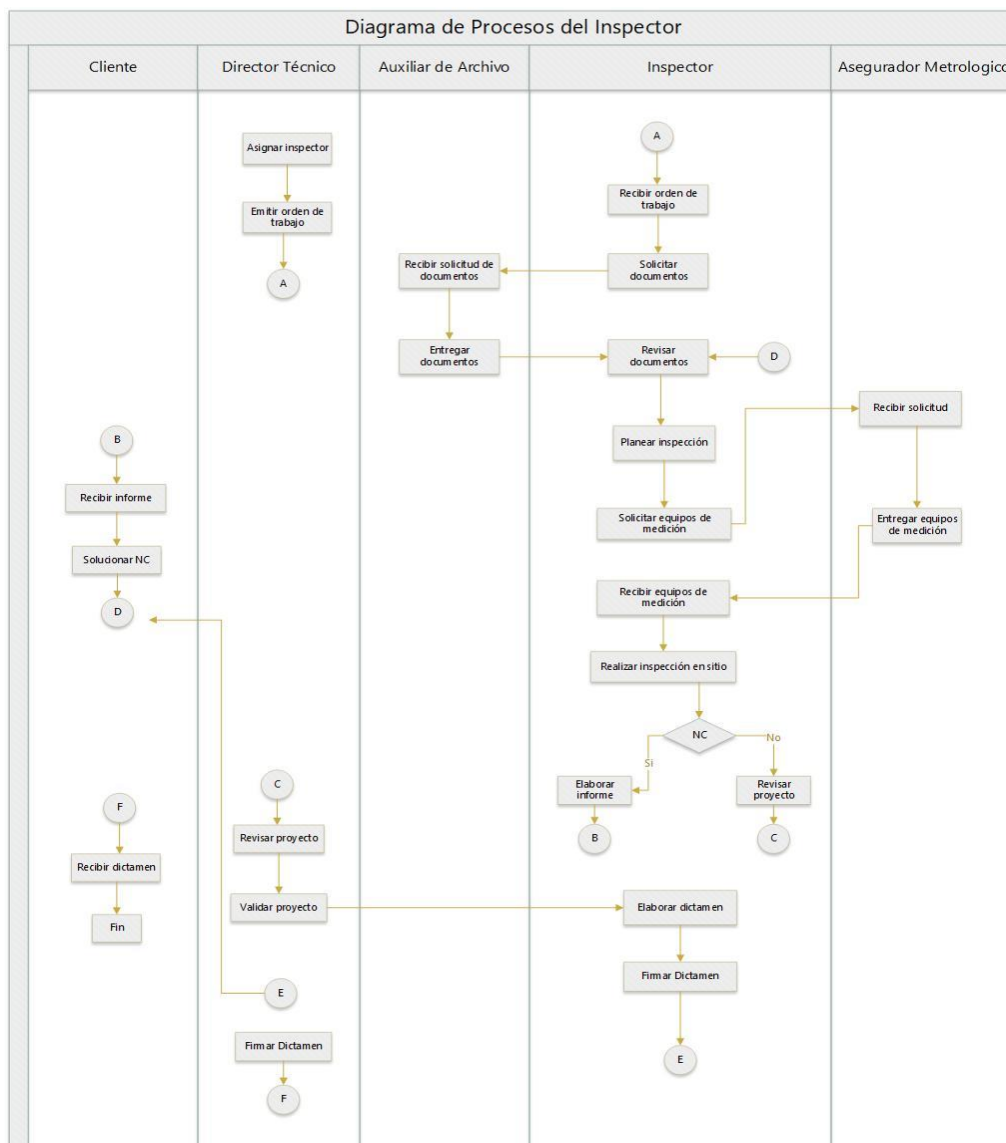 Diagrama de Procesos del Inspector
Cliente
Director Técnico
Auxiliar de Archivo
Inspector
Asegurador Metrologico
Asignar inspector
Emitir orden de
trabajo
A
A
Recibir orden de
trabajo
Solicitar
documentos
Recibir solicitud de
documentos
Entregar
documentos
Revisar
documentos
D
Planear inspección
Solicitar equipos de
medición
Recibir solicitud
Entregar equipos
de medición
B
Recibir informe
Solucionar NC
D
Recibir equipos de
medición
Realizar inspección en sitio
NC
Si
No
Elaborar
informe
Revisar
proyecto
B
C
C
Revisar proyecto
Validar proyecto
F
Recibir dictamen
Fin
Elaborar dictamen
Firmar Dictamen
E
E
Firmar Dictamen
F